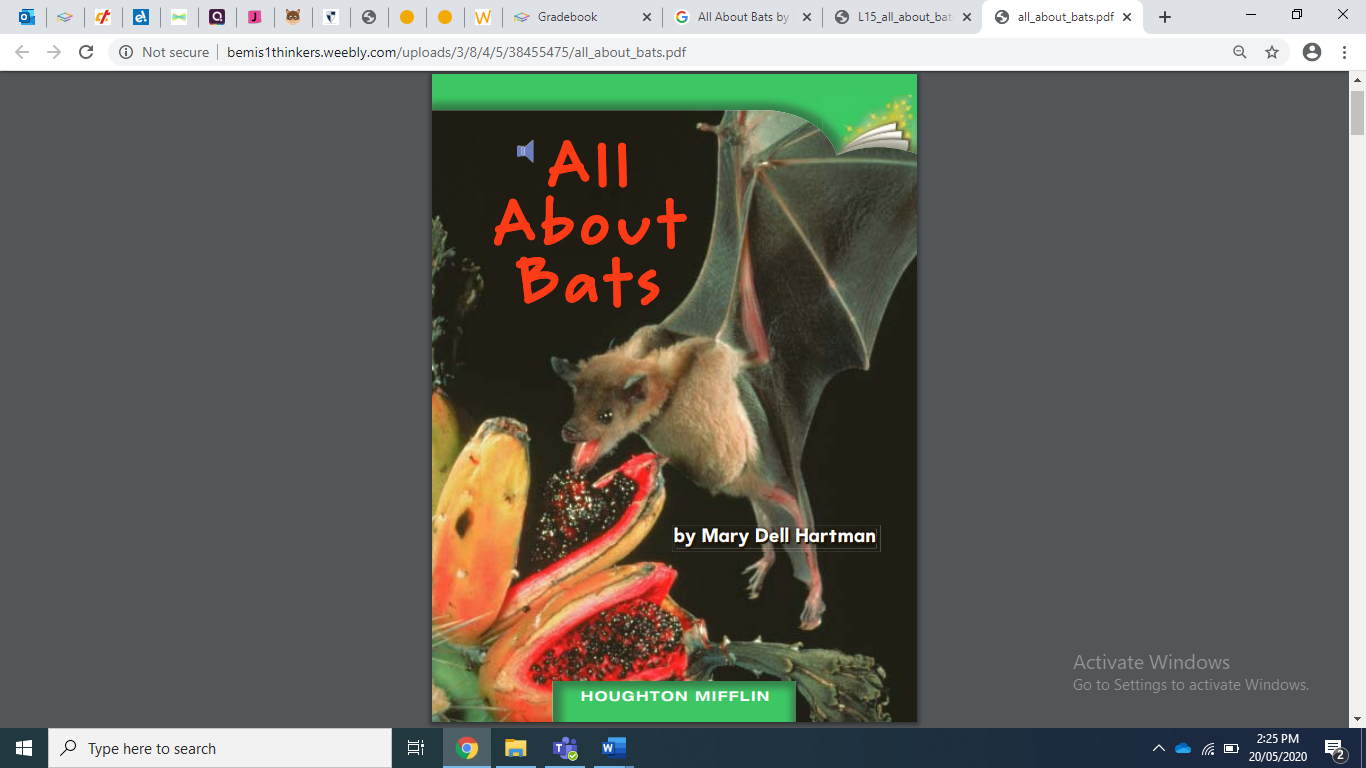 Gradebook
All About Bats by
L15_all_about_bat
all_about_bats.pdf
Not secure
bemis1thinkers.weebly.com/uploads/3/8/4/5/38455475/all_about_bats.pdf
All
About
Bats
by Mary Dell Hartman
HOUGHTON MIFFLIN
Activate Windows
Go to Settings to activate Windows.
Type here to search
2:25 PM
20/05/2020
2